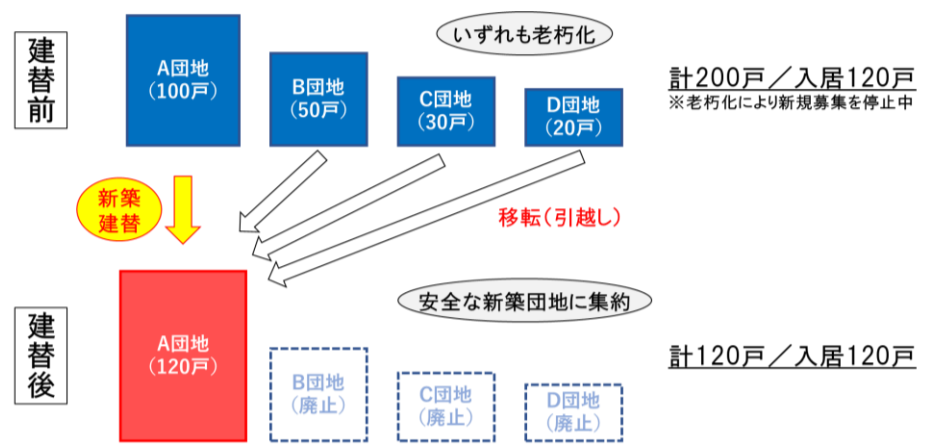 建替前
いずれも老朽化
A団地
（100戸）
B団地
（50戸）
C団地
（30戸）
D団地
（20戸）
計200戸／入居120戸
※老朽化により新規募集を停止中
新築
建替
移転（引越し）
安全な新築団地に集約
建替後
A団地
（120戸）
B団地
（廃止）
C団地
（廃止）
D団地
（廃止）
計120戸／入居120戸